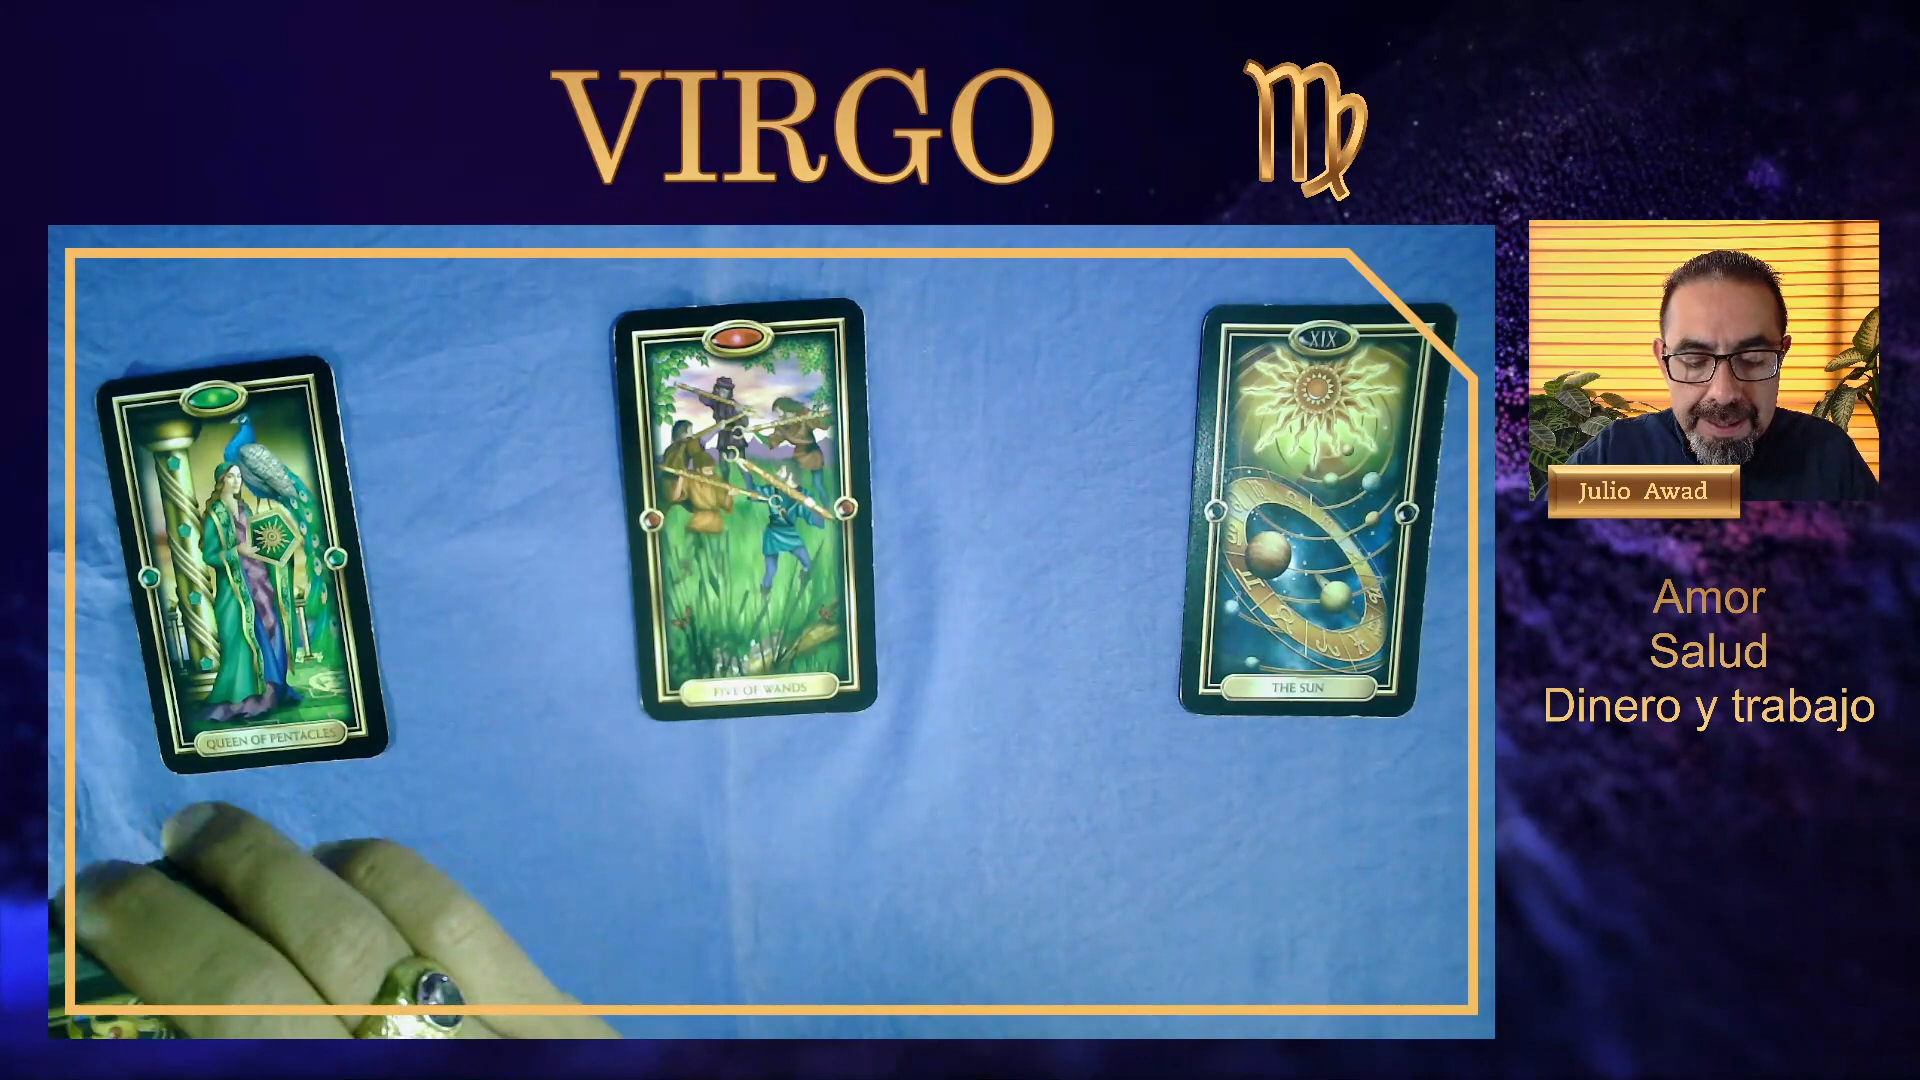 VIRGO
XIX
QUEEN OF PENTACLES
FIVE OF WANDS
THE SUN
Julio Awad
Amor
Salud
Dinero y trabajo